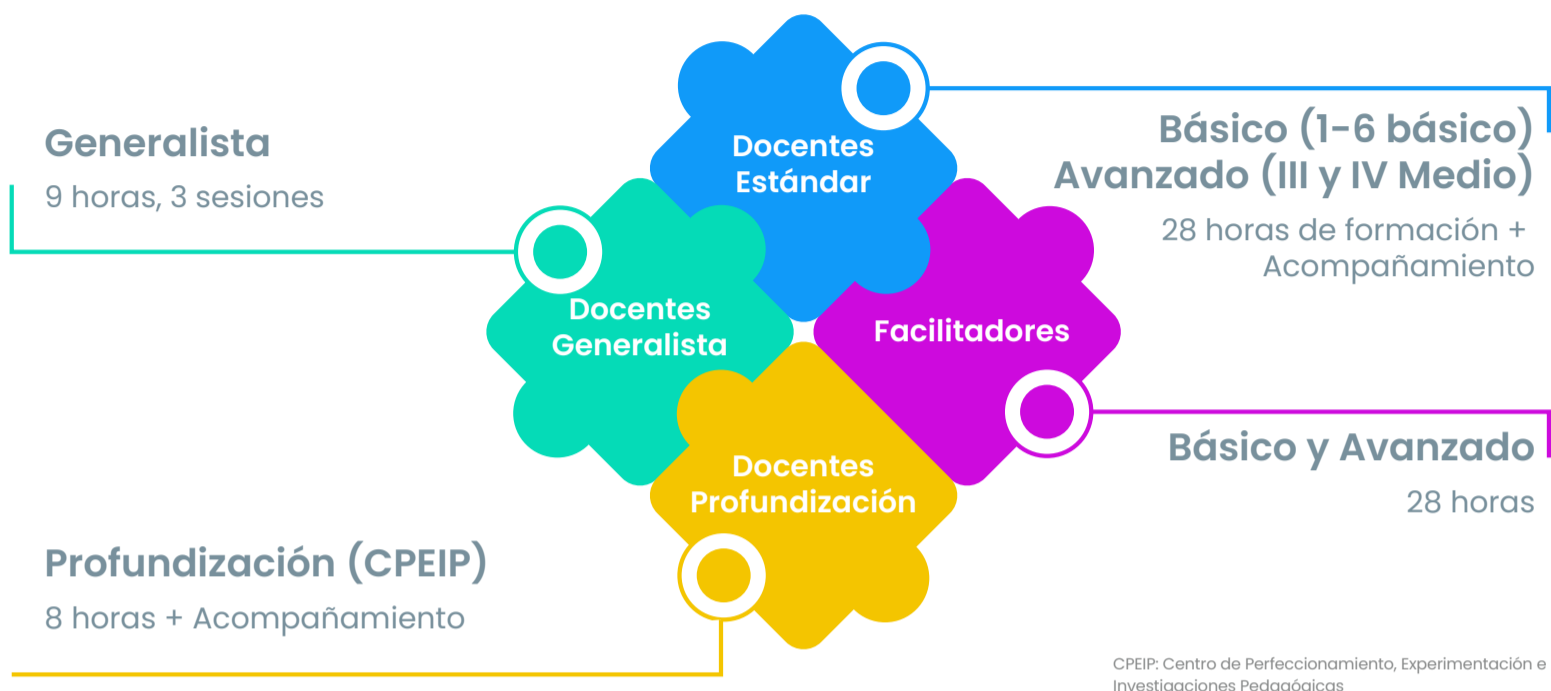 Generalista
9 horas, 3 sesiones
Docentes
Estándar
Básico (1-6 básico)
Avanzado (III y IV Medio)
28 horas de formación +
Acompañamiento
Docentes
Generalista
Facilitadores
Básico y Avanzado
28 horas
Docentes
Profundización
Profundización (CPEIP)
8 horas + Acompañamiento
CPEIP: Centro de Perfeccionamiento, Experimentación e
Investigaciones Pedagógicas